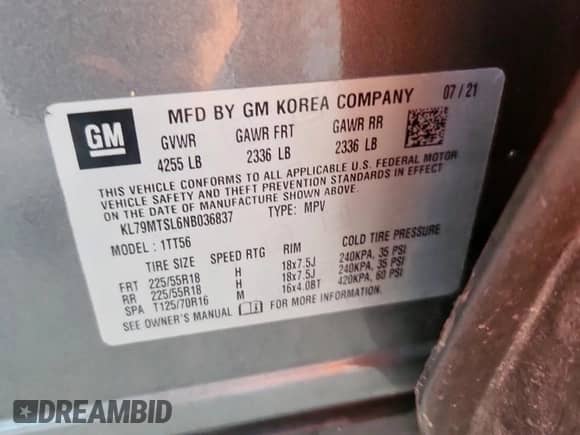 GM
MFD BY GM KOREA COMPANY 07/21
GVWR GAWR FRT GAWR RR
4255 LB 2336 LB 2336 LB
THIS VEHICLE CONFORMS TO ALL APPLICABLE U.S. FEDERAL MOTOR
VEHICLE SAFETY AND THEFT PREVENTION STANDARDS IN EFFECT
ON THE DATE OF MANUFACTURE SHOWN ABOVE.
KL79MTSL6NB036837 TYPE: MPV
MODEL: 1TT56
TIRE SIZE SPEED RTG RIM COLD TIRE PRESSURE
FRT 225/55R18 H 18x7.5J 240KPA, 35 PSI
RR 225/55R18 H 18x7.5J 240KPA, 35 PSI
SPA T125/70R16 M 16x4.0BT 420KPA, 60 PSI
SEE OWNER'S MANUAL FOR MORE INFORMATION.
DREAMBID